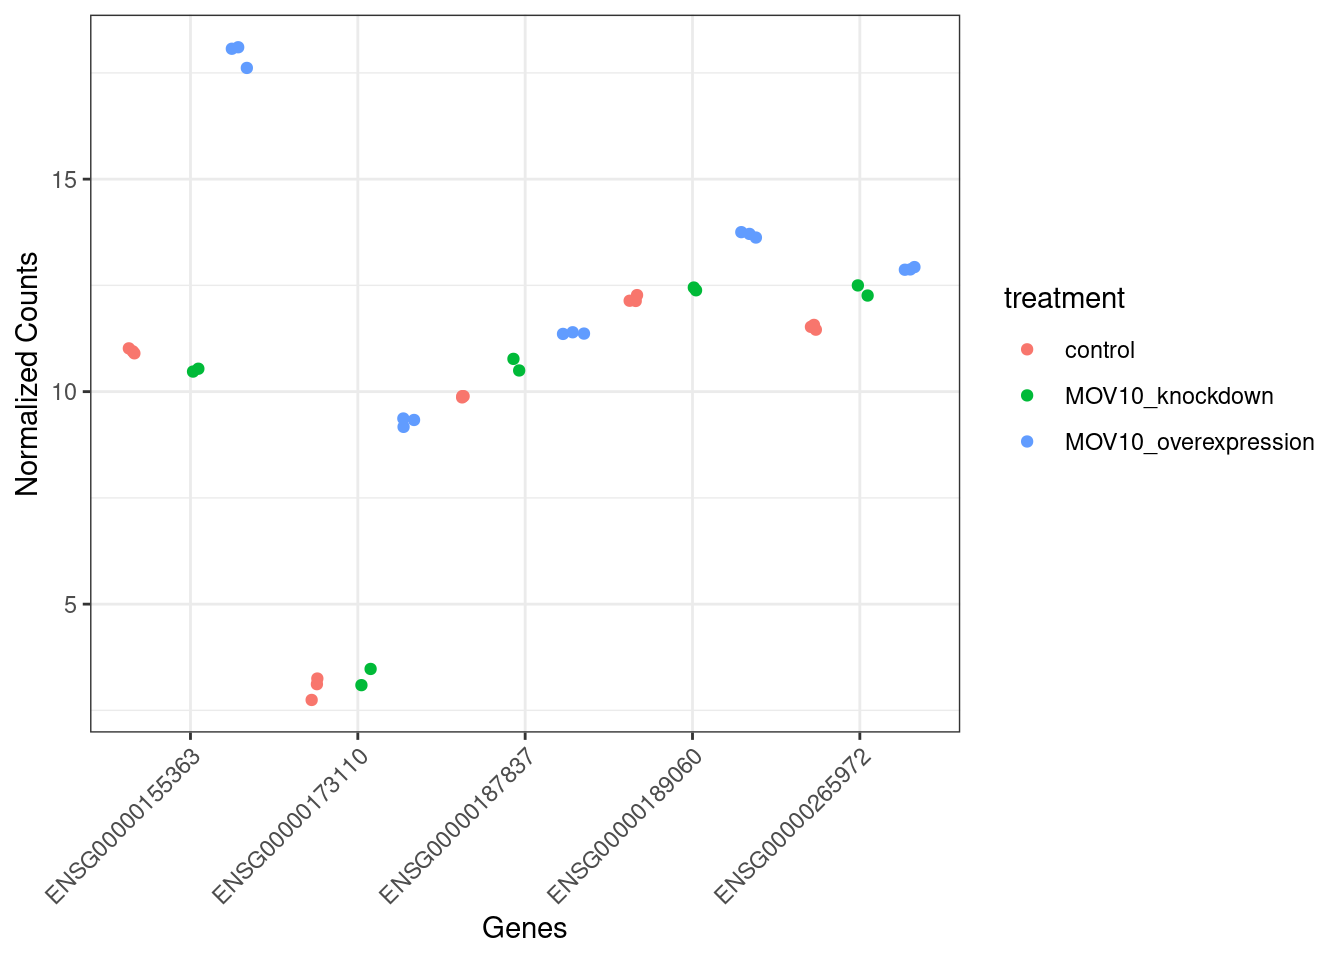 Normalized Counts
15
10
5
ENSG00000155363
ENSG00000173110
ENSG00000187837
ENSG00000189060
ENSG00000265972
Genes
treatment
control
MOV10_knockdown
MOV10_overexpression